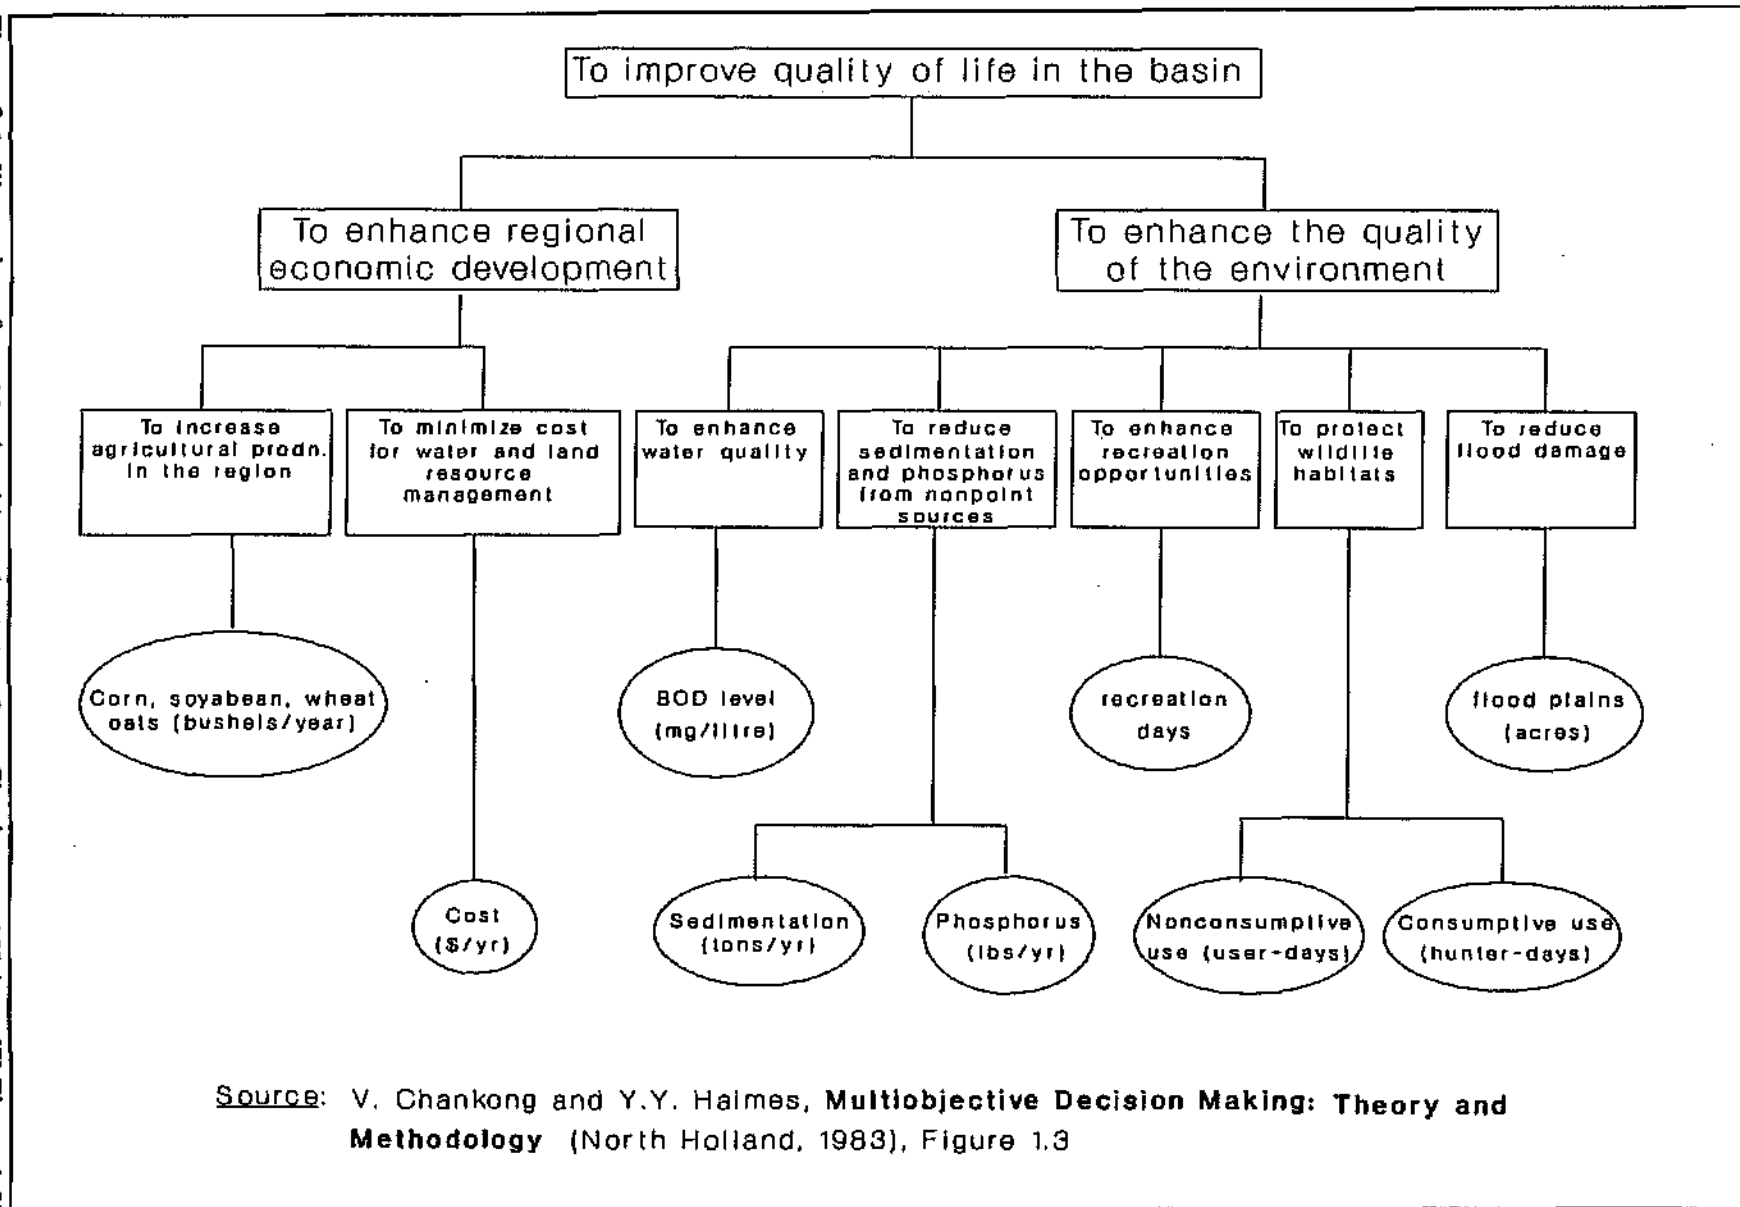 To improve quality of life in the basin
To enhance regional
economic development
To enhance the quality
of the environment
To increase
agricultural prodn.
in the region
To minimize cost
for water and land
resource
management
To enhance
water quality
To reduce
sedimentation
and phosphorus
from nonpoint
sources
To enhance
recreation
opportunities
To protect
wildlife
habitats
To reduce
flood damage
Corn, soyabean, wheat
oats (bushels/year)
BOD level
(mg/litre)
recreation
days
flood plains
(acres)
Cost
($/yr)
Sedimentation
(tons/yr)
Phosphorus
(lbs/yr)
Nonconsumptive
use (user-days)
Consumptive use
(hunter-days)
Source: V. Chankong and Y.Y. Haimes, Multiobjective Decision Making: Theory and
Methodology (North Holland, 1983), Figure 1.3